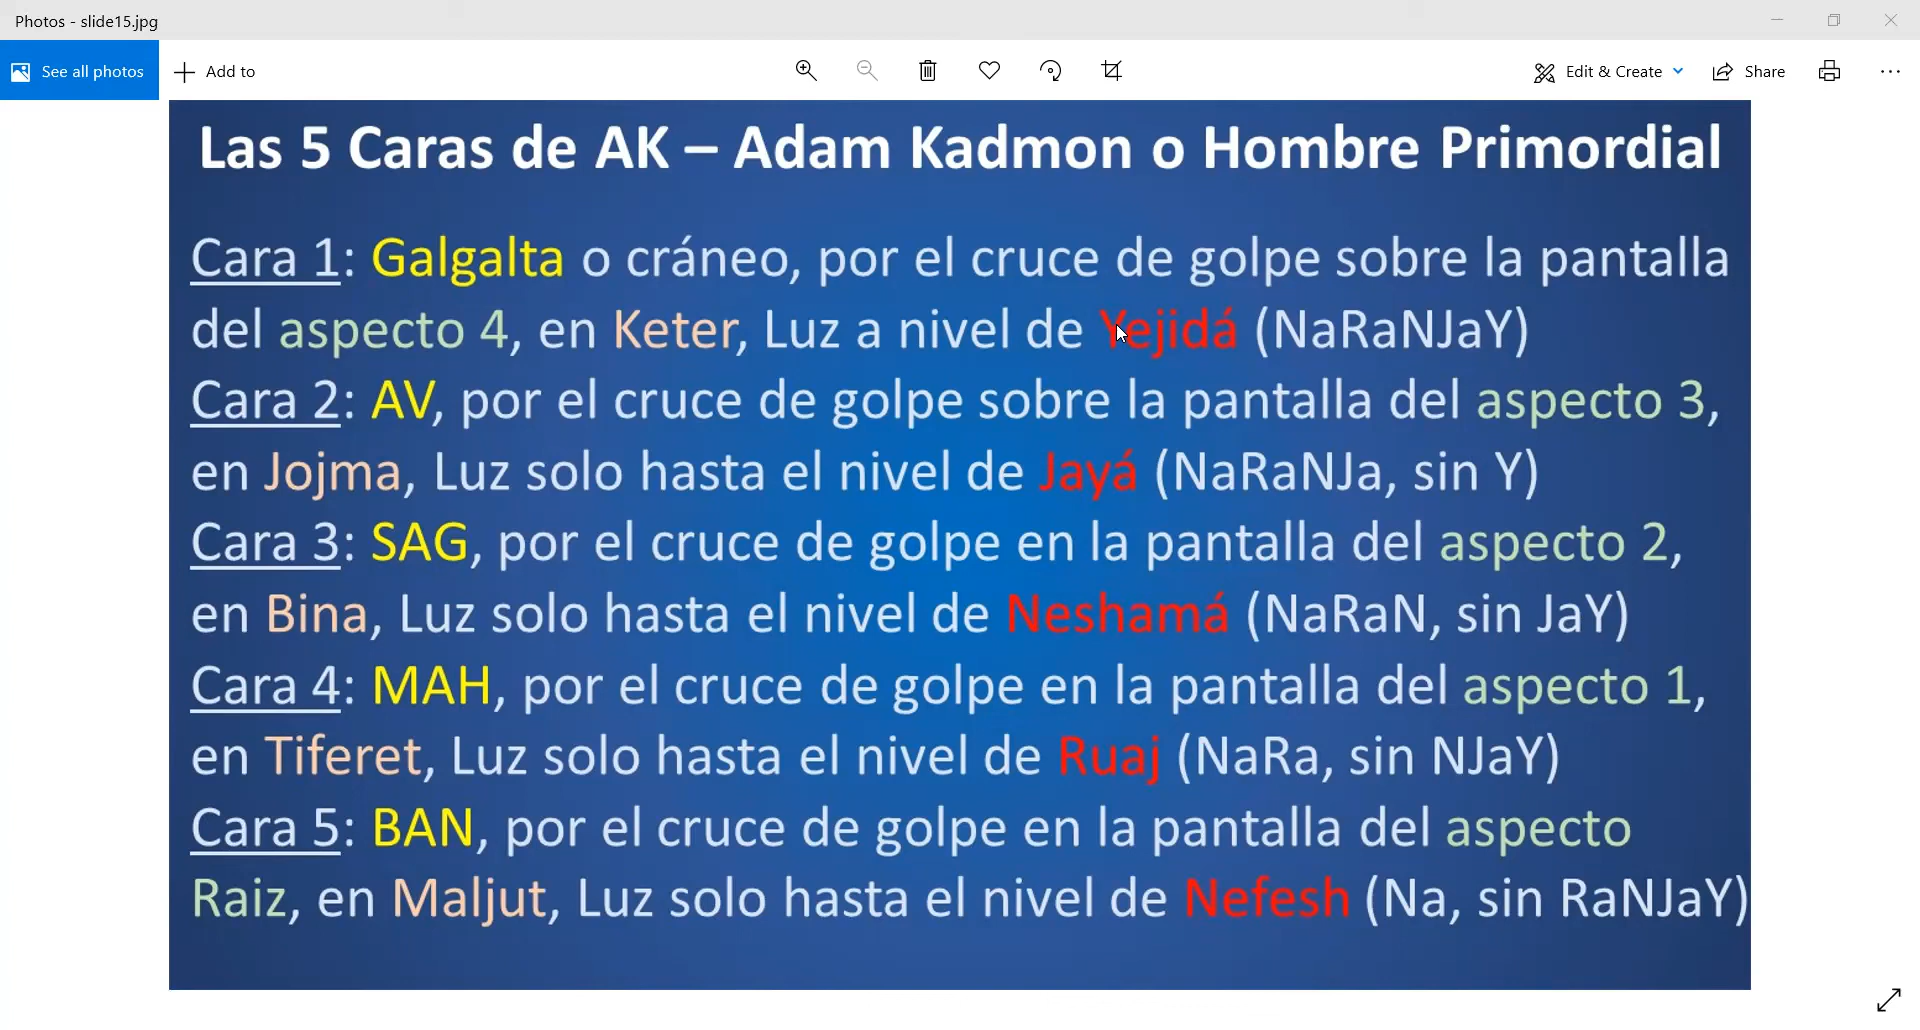 Photos - slide15.jpg
See all photos
Add to
Edit & Create
Share
Las 5 Caras de AK – Adam Kadmon o Hombre Primordial
Cara 1: Galgalta o cráneo, por el cruce de golpe sobre la pantalla
del aspecto 4, en Keter, Luz a nivel de Yejidá (NaRaNJaY)
Cara 2: AV, por el cruce de golpe sobre la pantalla del aspecto 3,
en Jojma, Luz solo hasta el nivel de Jayá (NaRaNJa, sin Y)
Cara 3: SAG, por el cruce de golpe en la pantalla del aspecto 2,
en Bina, Luz solo hasta el nivel de Neshamá (NaRaN, sin JaY)
Cara 4: MAH, por el cruce de golpe en la pantalla del aspecto 1,
en Tiferet, Luz solo hasta el nivel de Ruaj (NaRa, sin NJaY)
Cara 5: BAN, por el cruce de golpe en la pantalla del aspecto
Raiz, en Maljut, Luz solo hasta el nivel de Nefesh (Na, sin RaNJaY)